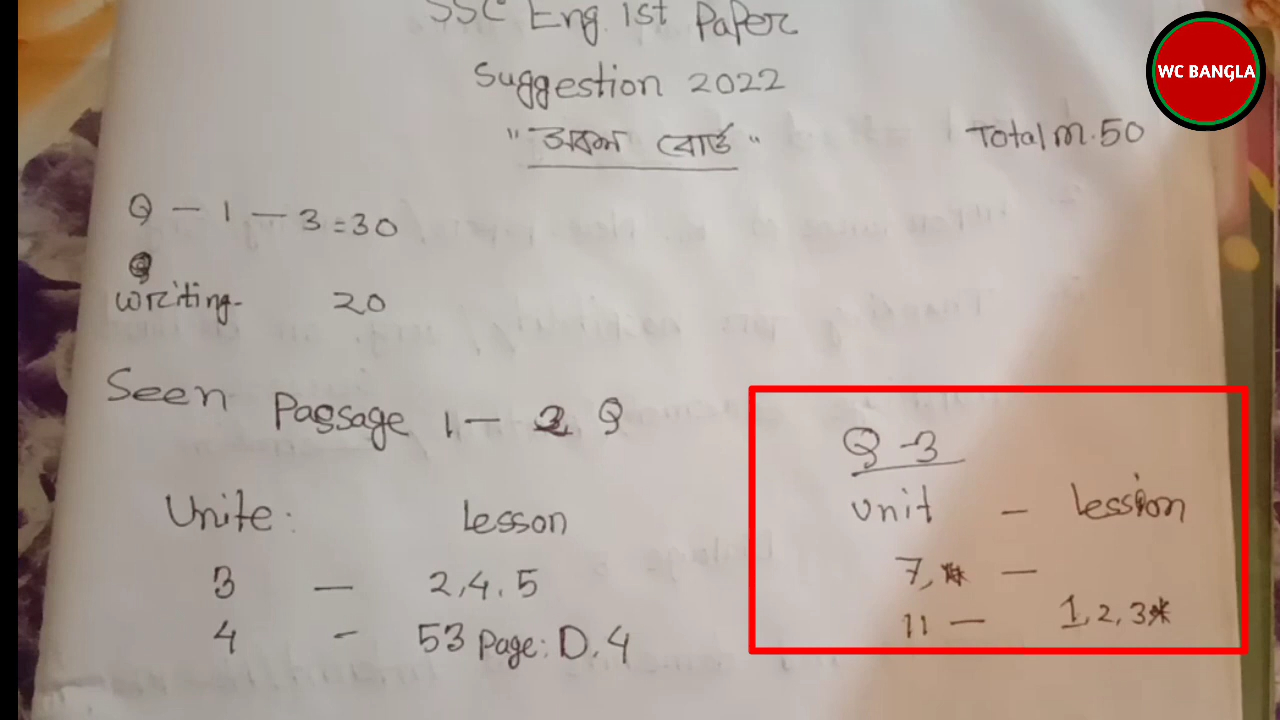 SSC Eng 1st Paper
Suggestion 2022
"সকল বোর্ড"
Total m. 50
Q - 1 - 3 = 30
Writing- 20
Seen Passage 1 - 2 Q
Unite: Lesson
3 - 2, 4, 5
4 - 53 Page: D, 4
Q - 3
Unit - Lession
7, * -
11 - 1, 2, 3*
WC BANGLA